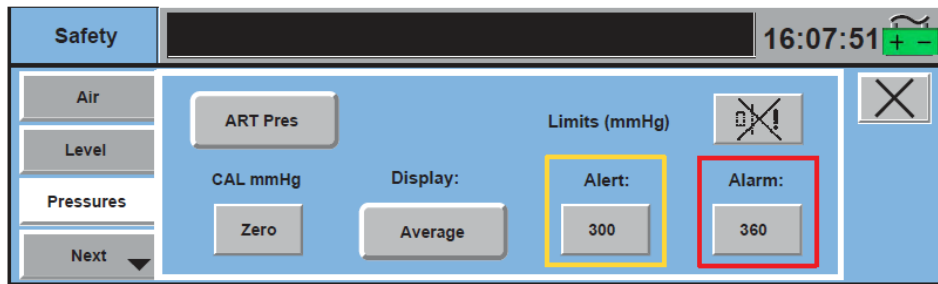 Safety
16:07:51
+ -
Air
Level
Pressures
Next
ART Pres
Limits (mmHg)
CAL mmHg
Display:
Alert:
Alarm:
Zero
Average
300
360